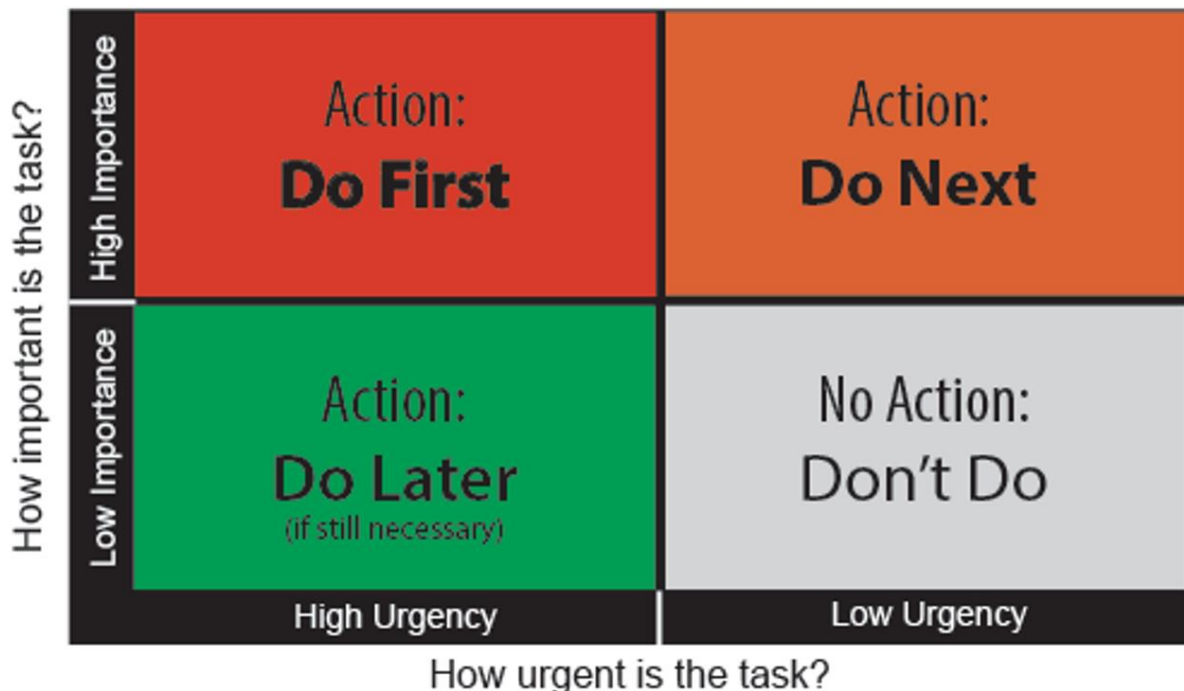 How important is the task?
High Importance
Action:
Do First
Action:
Do Next
Low Importance
Action:
Do Later
(if still necessary)
No Action:
Don't Do
High Urgency
Low Urgency
How urgent is the task?